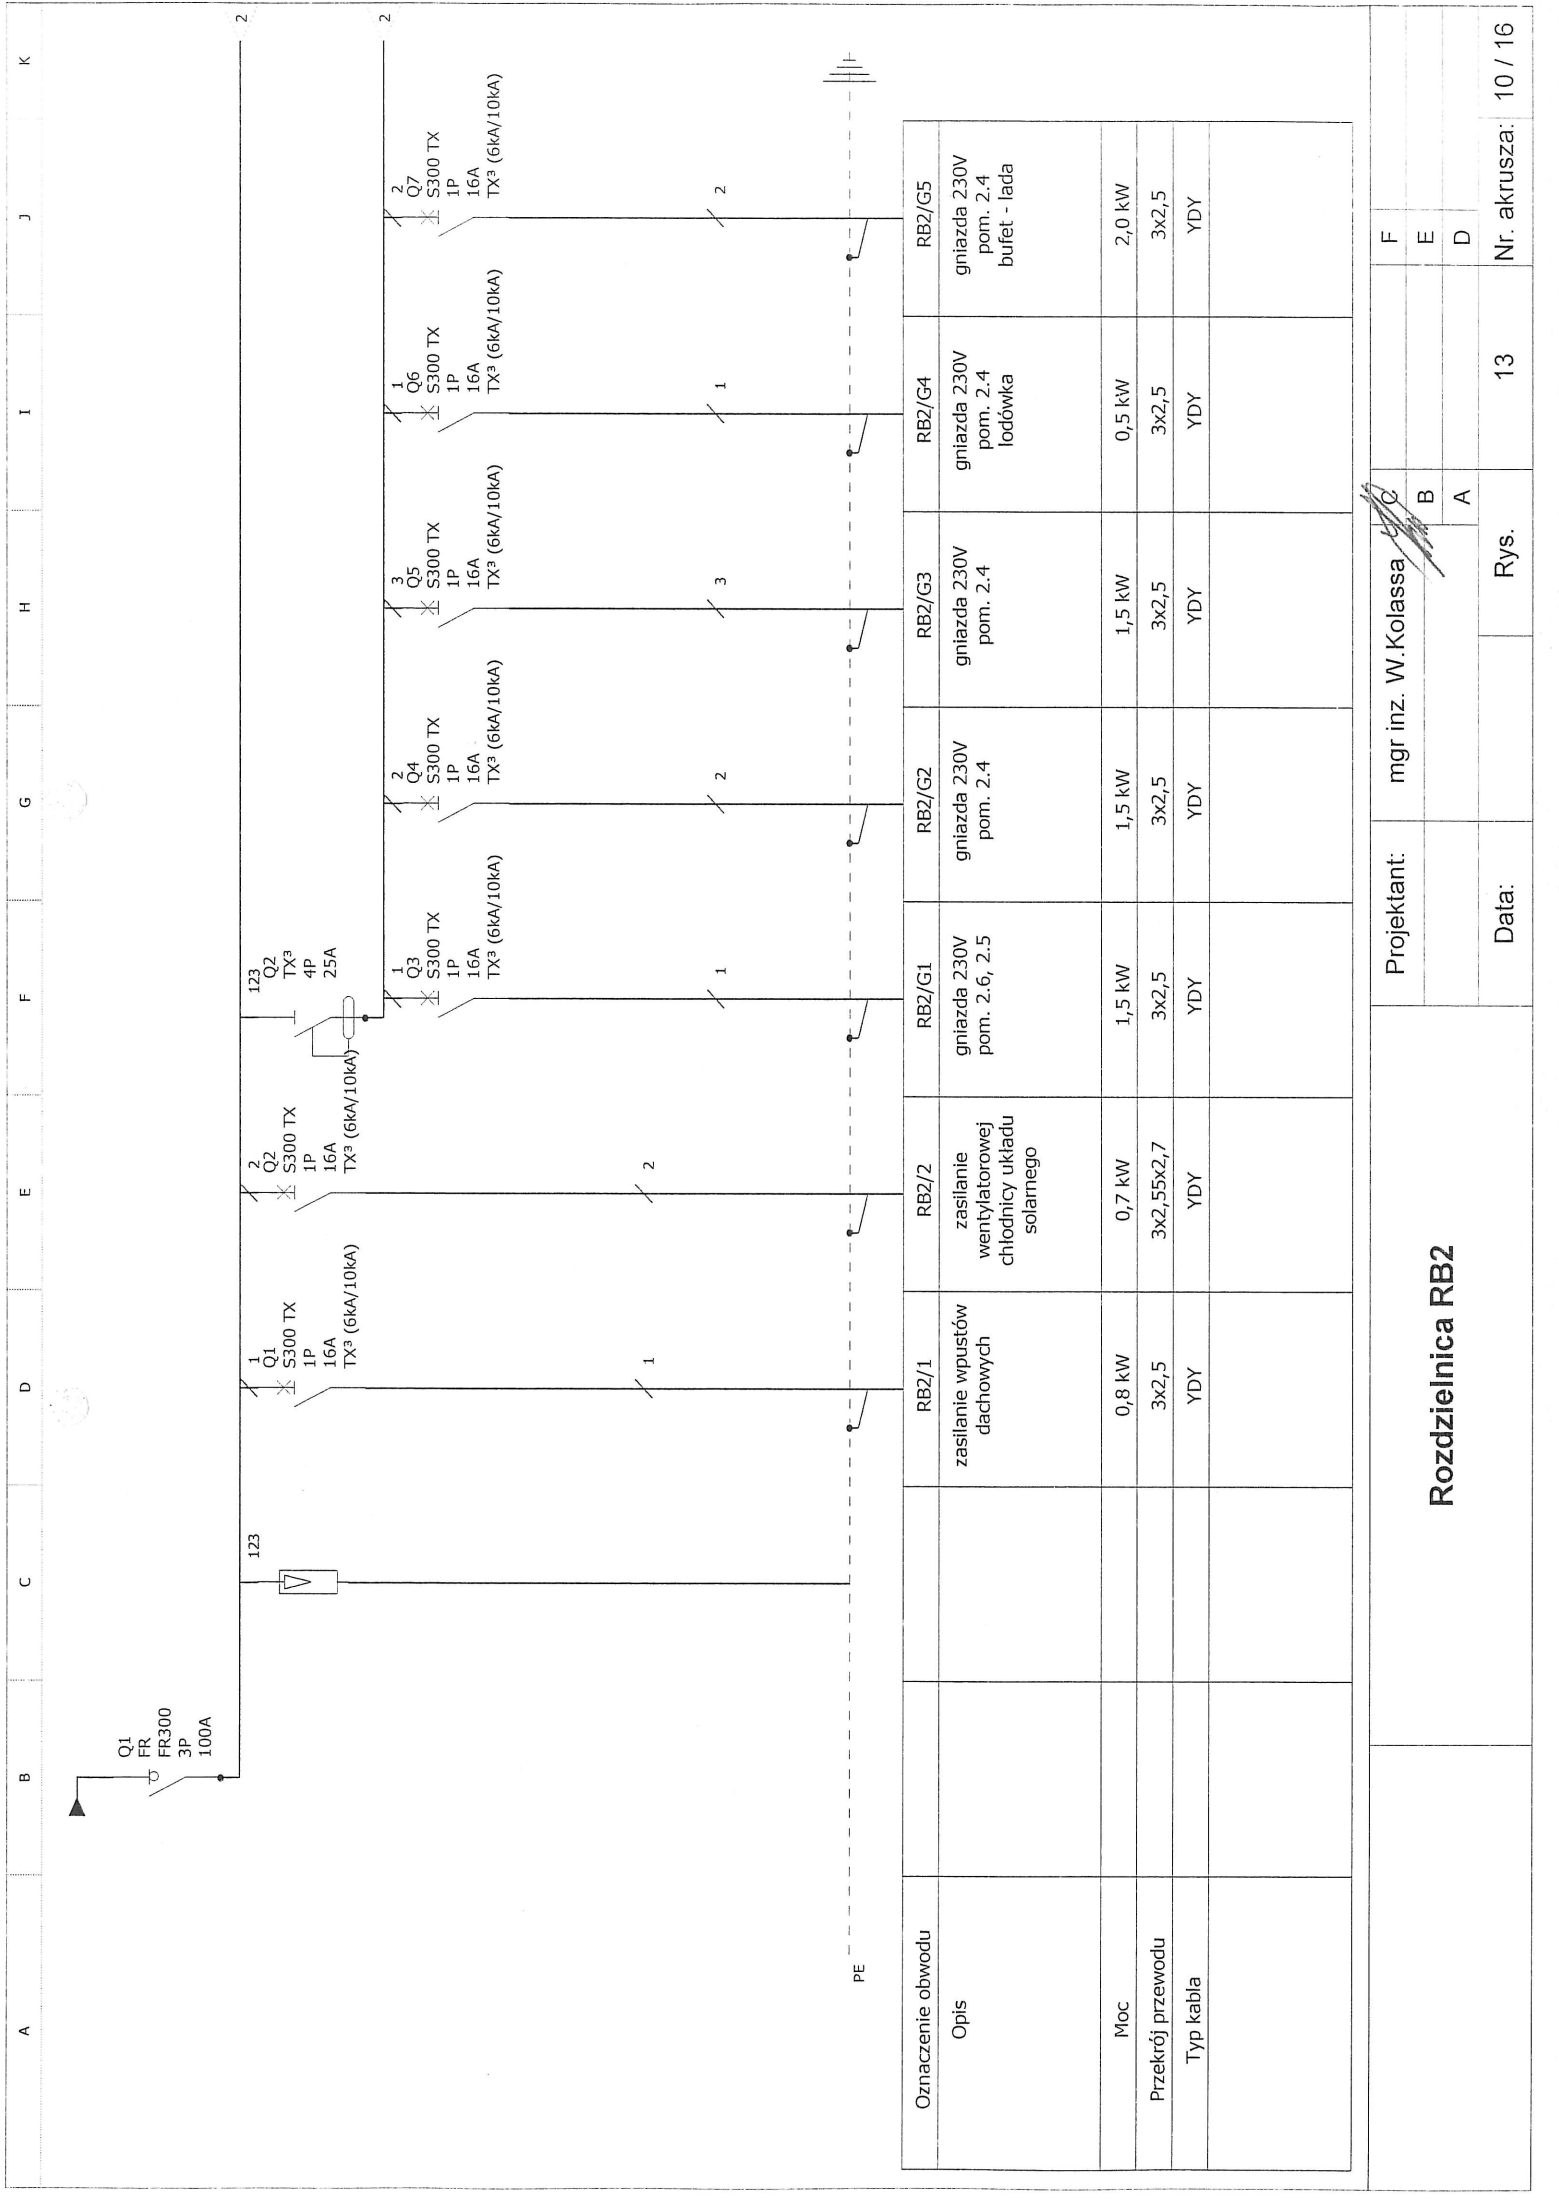 A B C D E F G H I J K
Q1
FR
FR300
3P
100A
2
2
123
1
Q1
S300 TX
1P
16A
TX³ (6kA/10kA)
2
Q2
S300 TX
1P
16A
TX³ (6kA/10kA)
123
Q2
TX³
4P
25A
1
Q3
S300 TX
1P
16A
TX³ (6kA/10kA)
2
Q4
S300 TX
1P
16A
TX³ (6kA/10kA)
3
Q5
S300 TX
1P
16A
TX³ (6kA/10kA)
1
Q6
S300 TX
1P
16A
TX³ (6kA/10kA)
2
Q7
S300 TX
1P
16A
TX³ (6kA/10kA)
1 2 1 2 3 1 2
PE
Oznaczenie obwodu RB2/1 RB2/2 RB2/G1 RB2/G2 RB2/G3 RB2/G4 RB2/G5
Opis
zasilanie wpustów
dachowych
zasilanie
wentylatorowej
chłodnicy układu
solarnego
gniazda 230V
pom. 2.6, 2.5
gniazda 230V
pom. 2.4
gniazda 230V
pom. 2.4
gniazda 230V
pom. 2.4
lodówka
gniazda 230V
pom. 2.4
bufet - lada
Moc 0,8 kW 0,7 kW 1,5 kW 1,5 kW 1,5 kW 0,5 kW 2,0 kW
Przekrój przewodu 3x2,5 3x2,55x2,7 3x2,5 3x2,5 3x2,5 3x2,5 3x2,5
Typ kabla YDY YDY YDY YDY YDY YDY YDY
Rozdzielnica RB2
Projektant: mgr inz. W.Kolassa C F
B E
A D
Data: Rys. 13 Nr. akrusza: 10 / 16